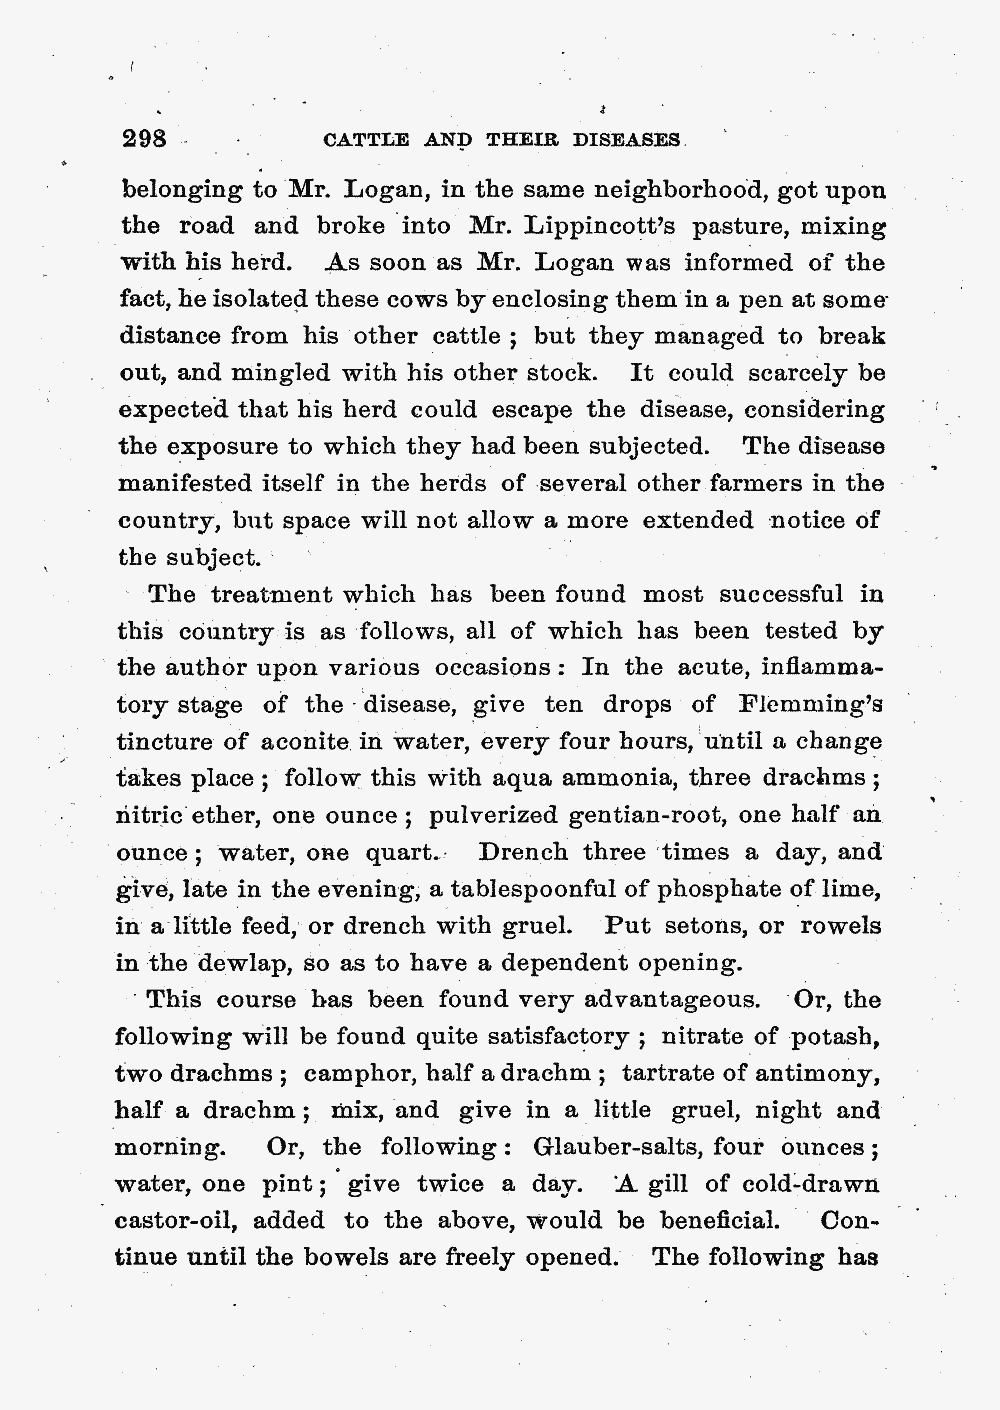 298 CATTLE AND THEIR DISEASES
belonging to Mr. Logan, in the same neighborhood, got upon
the road and broke into Mr. Lippincott's pasture, mixing
with his herd. As soon as Mr. Logan was informed of the
fact, he isolated these cows by enclosing them in a pen at some
distance from his other cattle ; but they managed to break
out, and mingled with his other stock. It could scarcely be
expected that his herd could escape the disease, considering
the exposure to which they had been subjected. The disease
manifested itself in the herds of several other farmers in the
country, but space will not allow a more extended notice of
the subject.
The treatment which has been found most successful in
this country is as follows, all of which has been tested by
the author upon various occasions : In the acute, inflamma-
tory stage of the disease, give ten drops of Flemming's
tincture of aconite in water, every four hours, until a change
takes place ; follow this with aqua ammonia, three drachms ;
nitric ether, one ounce ; pulverized gentian-root, one half an
ounce ; water, one quart. Drench three times a day, and
give, late in the evening, a tablespoonful of phosphate of lime,
in a little feed, or drench with gruel. Put setons, or rowels
in the dewlap, so as to have a dependent opening.
This course has been found very advantageous. Or, the
following will be found quite satisfactory ; nitrate of potash,
two drachms ; camphor, half a drachm ; tartrate of antimony,
half a drachm ; mix, and give in a little gruel, night and
morning. Or, the following : Glauber-salts, four ounces ;
water, one pint ; give twice a day. A gill of cold-drawn
castor-oil, added to the above, would be beneficial. Con-
tinue until the bowels are freely opened. The following has